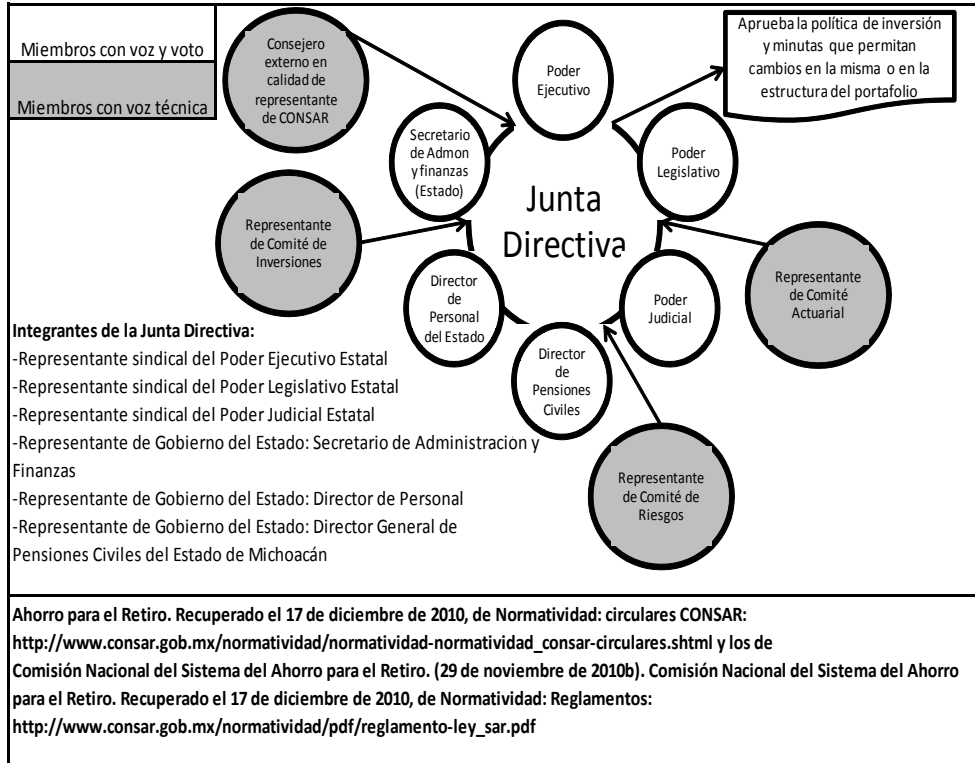 Miembros con voz y voto
Miembros con voz técnica
Consejero
externo en
calidad de
representante
de CONSAR
Poder
Ejecutivo
Aprueba la política de inversión
y minutas que permitan
cambios en la misma o en la
estructura del portafolio
Secretario
de Admon
y finanzas
(Estado)
Poder
Legislativo
Junta
Directiva
Representante
de Comité de
Inversiones
Representante
de Comité
Actuarial
Director
de
Personal
del Estado
Poder
Judicial
Director
de
Pensiones
Civiles
Representante
de Comité de
Riesgos
Integrantes de la Junta Directiva:
-Representante sindical del Poder Ejecutivo Estatal
-Representante sindical del Poder Legislativo Estatal
-Representante sindical del Poder Judicial Estatal
-Representante de Gobierno del Estado: Secretario de Administracion y
Finanzas
-Representante de Gobierno del Estado: Director de Personal
-Representante de Gobierno del Estado: Director General de
Pensiones Civiles del Estado de Michoacán
Ahorro para el Retiro. Recuperado el 17 de diciembre de 2010, de Normatividad: circulares CONSAR:
http://www.consar.gob.mx/normatividad/normatividad-normatividad_consar-circulares.shtml y los de
Comisión Nacional del Sistema del Ahorro para el Retiro. (29 de noviembre de 2010b). Comisión Nacional del Sistema del Ahorro
para el Retiro. Recuperado el 17 de diciembre de 2010, de Normatividad: Reglamentos:
http://www.consar.gob.mx/normatividad/pdf/reglamento-ley_sar.pdf